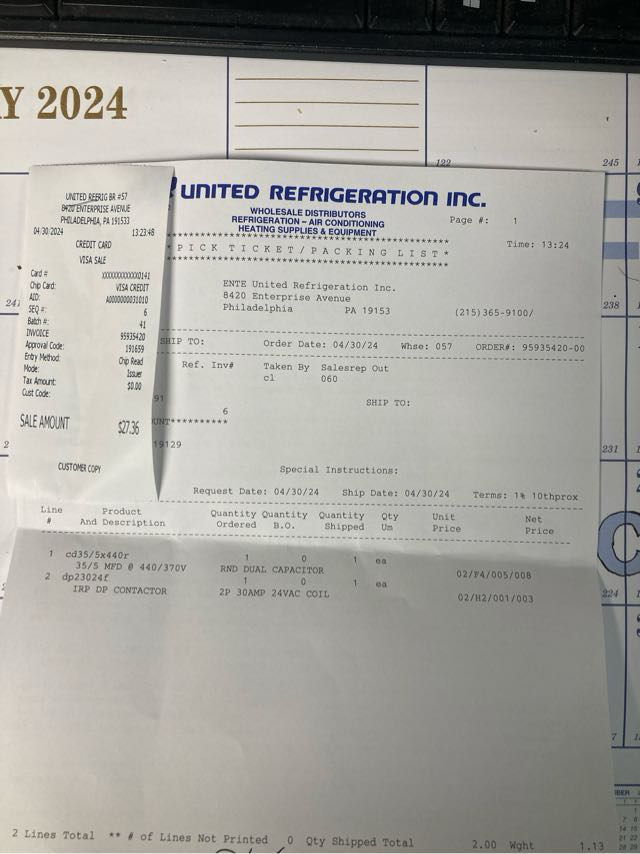 Y 2024
122
245
UNITED REFRIG BR #57
8420 ENTERPRISE AVENUE
PHILADELPHIA, PA 191533
04/30/2024 13:23:48
CREDIT CARD
VISA SALE
Card # XXXXXXXXXXXX0141
Chip Card: VISA CREDIT
AID: A0000000031010
SEQ #: 6
Batch #: 41
INVOICE 95935420
Approval Code: 191659
Entry Method: Chip Read
Mode: Issuer
Tax Amount: $0.00
Cust Code:
SALE AMOUNT $27.36
CUSTOMER COPY
UNITED REFRIGERATION INC.
WHOLESALE DISTRIBUTORS
REFRIGERATION – AIR CONDITIONING
HEATING SUPPLIES & EQUIPMENT
Page #: 1
****************************************
* P I C K T I C K E T / P A C K I N G L I S T *
****************************************
Time: 13:24
ENTE United Refrigeration Inc.
8420 Enterprise Avenue
Philadelphia PA 19153 (215)365-9100/
SHIP TO: Order Date: 04/30/24 Whse: 057 ORDER#: 95935420-00
Ref. Inv# Taken By Salesrep Out
cl 060
91
SHIP TO:
6
UNT**********
19129
Special Instructions:
Request Date: 04/30/24 Ship Date: 04/30/24 Terms: 1% 10thprox
Line Product Quantity Quantity Quantity Qty Unit Net
# And Description Ordered B.O. Shipped Um Price Price
1 cd35/5x440r 1 0 1 ea
35/5 MFD @ 440/370V RND DUAL CAPACITOR 02/F4/005/008
2 dp23024f 1 0 1 ea
IRP DP CONTACTOR 2P 30AMP 24VAC COIL 02/H2/001/003
2 Lines Total ** # of Lines Not Printed 0 Qty Shipped Total 2.00 Wght 1.13
241
238
231
224